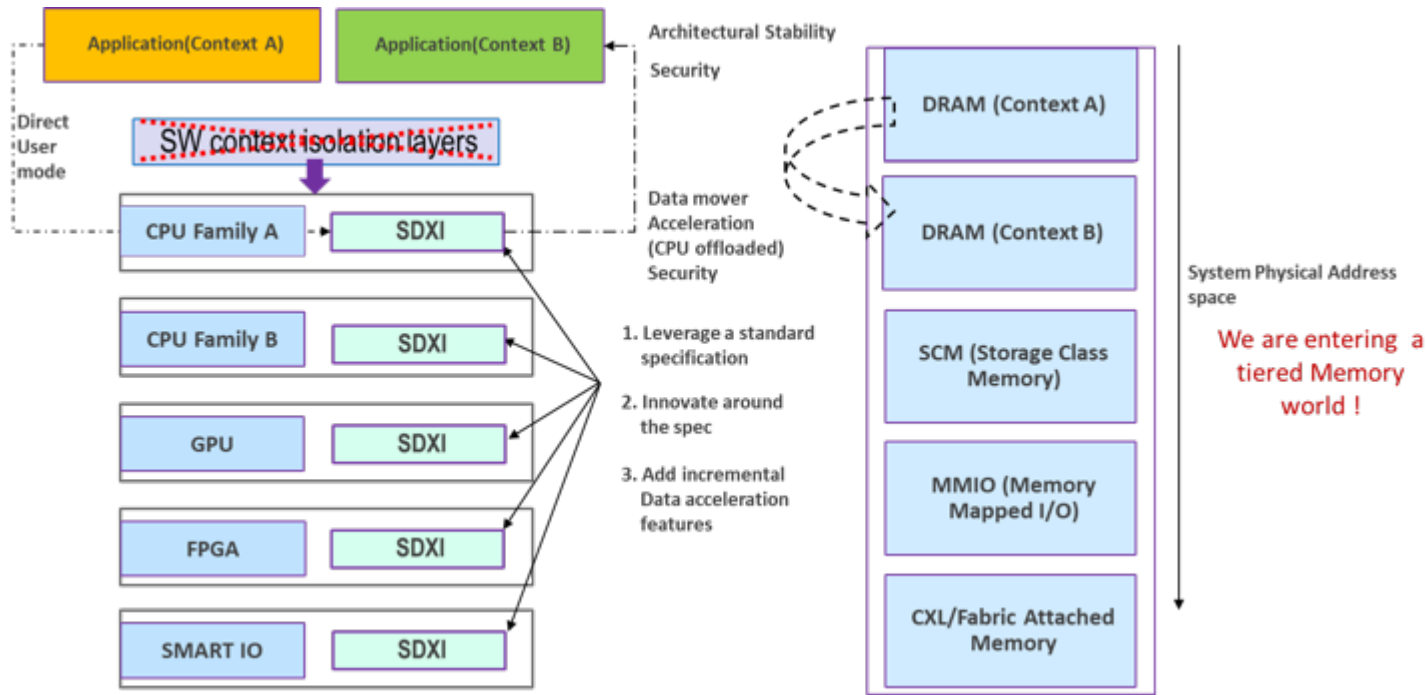 Application(Context A)
Application(Context B)
Architectural Stability
Security
Direct
User
mode
SW context isolation layers
CPU Family A
SDXI
Data mover
Acceleration
(CPU offloaded)
Security
CPU Family B
SDXI
GPU
SDXI
FPGA
SDXI
SMART IO
SDXI
1. Leverage a standard
specification
2. Innovate around
the spec
3. Add incremental
Data acceleration
features
DRAM (Context A)
DRAM (Context B)
SCM (Storage Class
Memory)
MMIO (Memory
Mapped I/O)
CXL/Fabric Attached
Memory
System Physical Address
space
We are entering a
tiered Memory
world !